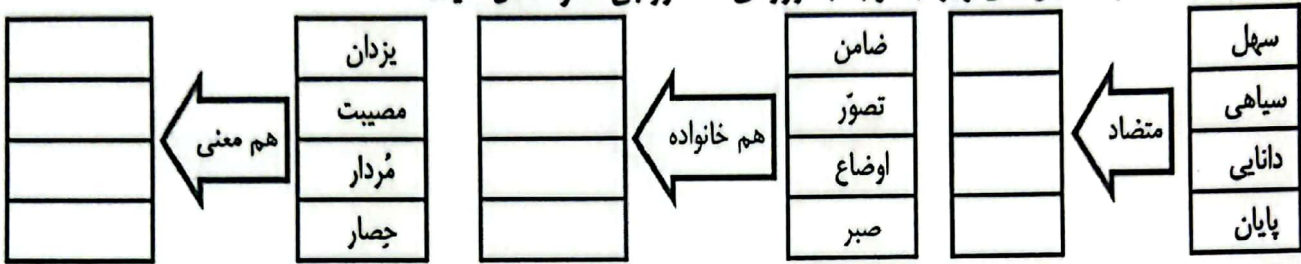 سهل
سیاهی
دانایی
پایان
متضاد
ضامن
تصوّر
اوضاع
صبر
هم خانواده
یزدان
مصیبت
مُردار
حِصار
هم معنی